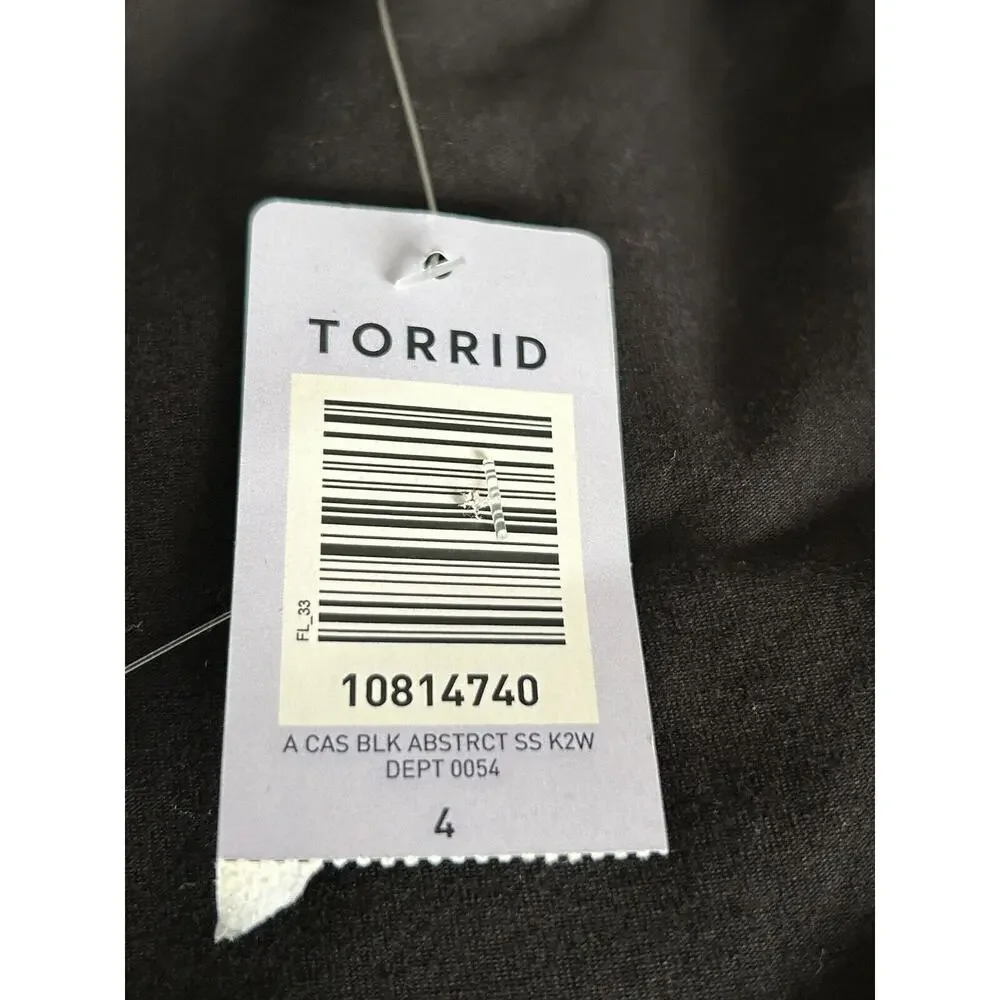 TORRID
FL_33
10814740
A CAS BLK ABSTRCT SS K2W
DEPT 0054
4